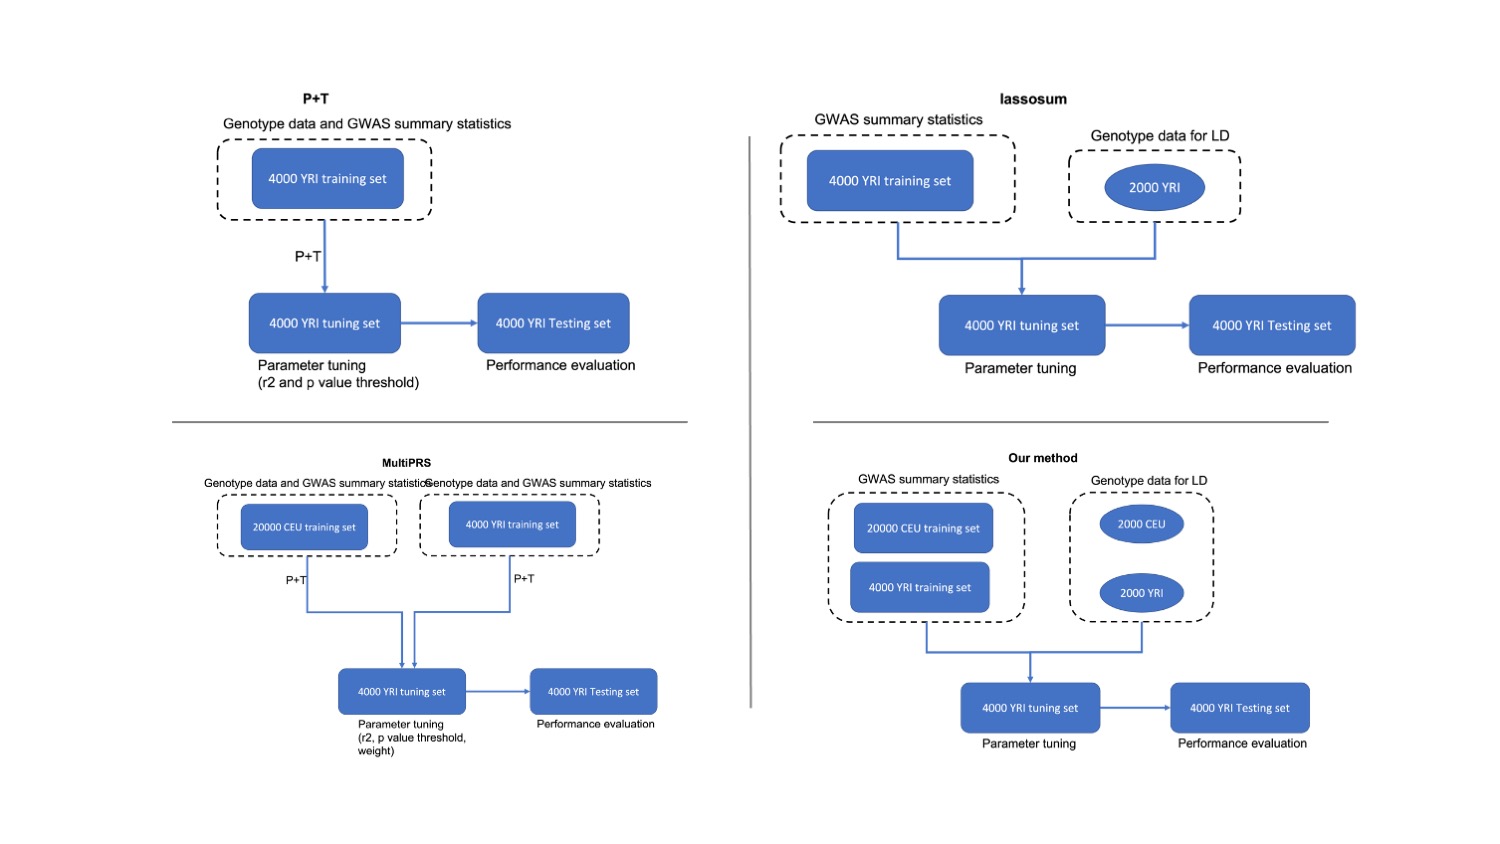 P+T
Genotype data and GWAS summary statistics
4000 YRI training set
P+T
4000 YRI tuning set
4000 YRI Testing set
Parameter tuning
(r2 and p value threshold)
Performance evaluation
lassosum
GWAS summary statistics
Genotype data for LD
4000 YRI training set
2000 YRI
4000 YRI tuning set
4000 YRI Testing set
Parameter tuning
Performance evaluation
MultiPRS
Genotype data and GWAS summary statistics
Genotype data and GWAS summary statistics
20000 CEU training set
4000 YRI training set
P+T
P+T
4000 YRI tuning set
4000 YRI Testing set
Parameter tuning
(r2, p value threshold,
weight)
Performance evaluation
Our method
GWAS summary statistics
Genotype data for LD
20000 CEU training set
2000 CEU
4000 YRI training set
2000 YRI
4000 YRI tuning set
4000 YRI Testing set
Parameter tuning
Performance evaluation